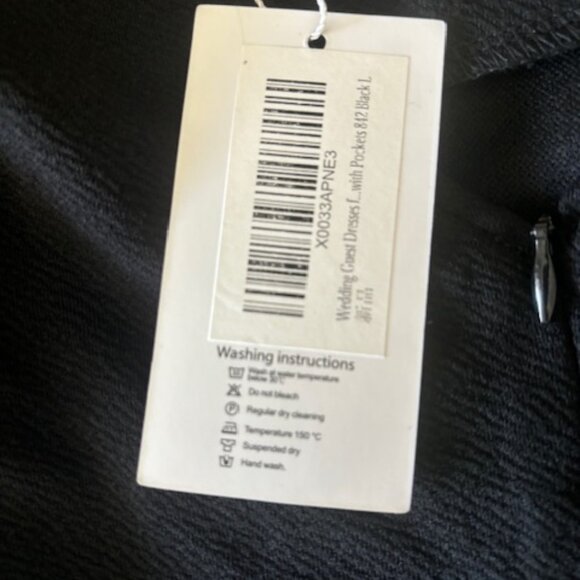 X0033APNE3
Wedding Guest Dresses f...with Pockets 842 Black L
Washing instructions
Wash at water temperature
below 30°C
Do not bleach
Regular dry cleaning
Temperature 150 °C
Suspended dry
Hand wash.